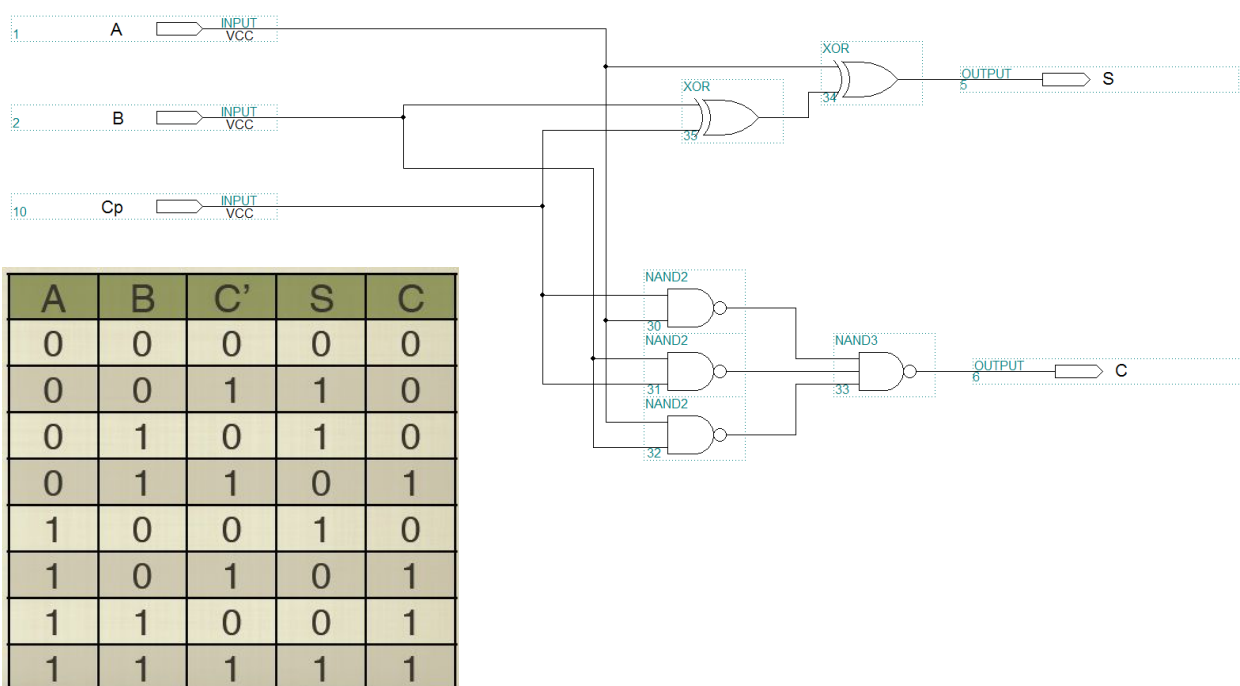 INPUT
VCC
1
A
XOR
34
OUTPUT
5
S
XOR
35
INPUT
VCC
2
B
INPUT
VCC
10
Cp
NAND2
30
NAND2
31
NAND2
32
NAND3
33
OUTPUT
6
C
A B C' S C
0 0 0 0 0
0 0 1 1 0
0 1 0 1 0
0 1 1 0 1
1 0 0 1 0
1 0 1 0 1
1 1 0 0 1
1 1 1 1 1